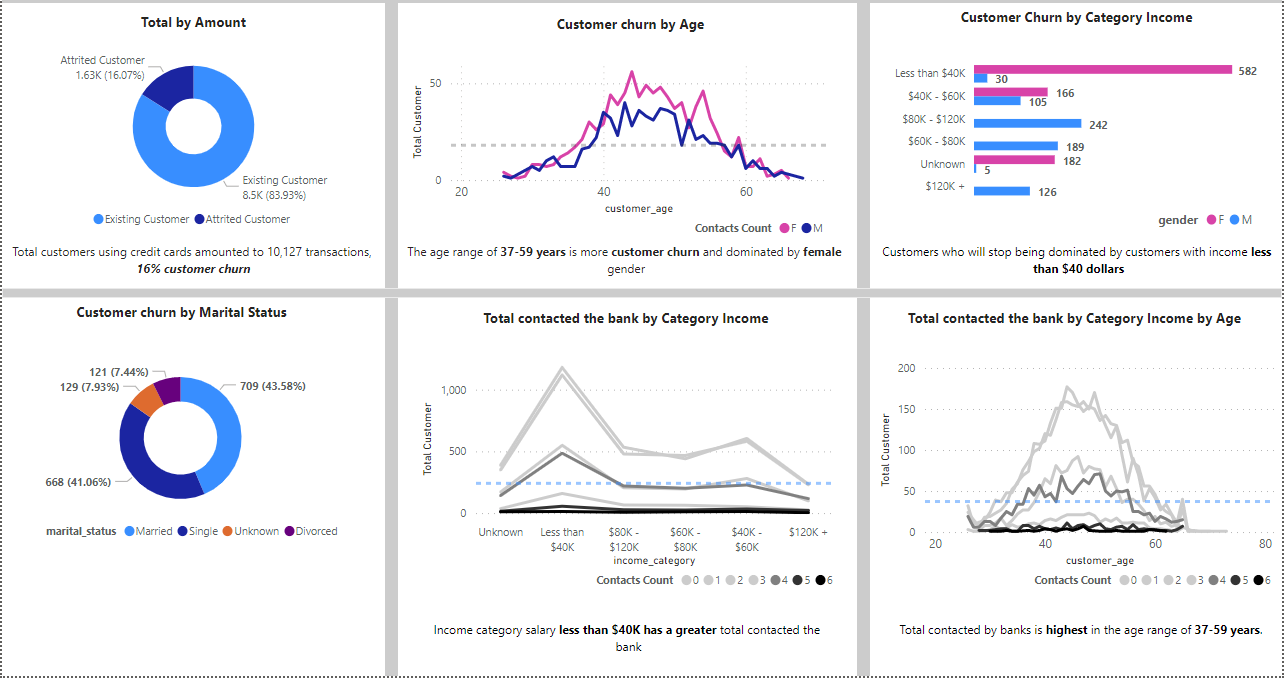 Total by Amount
Attrited Customer
1.63K (16.07%)
Existing Customer
8.5K (83.93%)
Existing Customer Attrited Customer
Total customers using credit cards amounted to 10,127 transactions,
16% customer churn
Customer churn by Age
Total Customer
50
0
20 40 60
customer_age
Contacts Count F M
The age range of 37-59 years is more customer churn and dominated by female
gender
Customer Churn by Category Income
Less than $40K 582
30
$40K - $60K 166
105
$80K - $120K 242
$60K - $80K 189
Unknown 182
5
$120K + 126
gender F M
Customers who will stop being dominated by customers with income less
than $40 dollars
Customer churn by Marital Status
121 (7.44%)
129 (7.93%)
709 (43.58%)
668 (41.06%)
marital_status Married Single Unknown Divorced
Total contacted the bank by Category Income
Total Customer
1,000
500
0
Unknown Less than $80K - $60K - $40K - $120K +
$40K $120K $80K $60K
income_category
Contacts Count 0 1 2 3 4 5 6
Income category salary less than $40K has a greater total contacted the
bank
Total contacted the bank by Category Income by Age
Total Customer
200
150
100
50
0
20 40 60 80
customer_age
Contacts Count 0 1 2 3 4 5 6
Total contacted by banks is highest in the age range of 37-59 years.